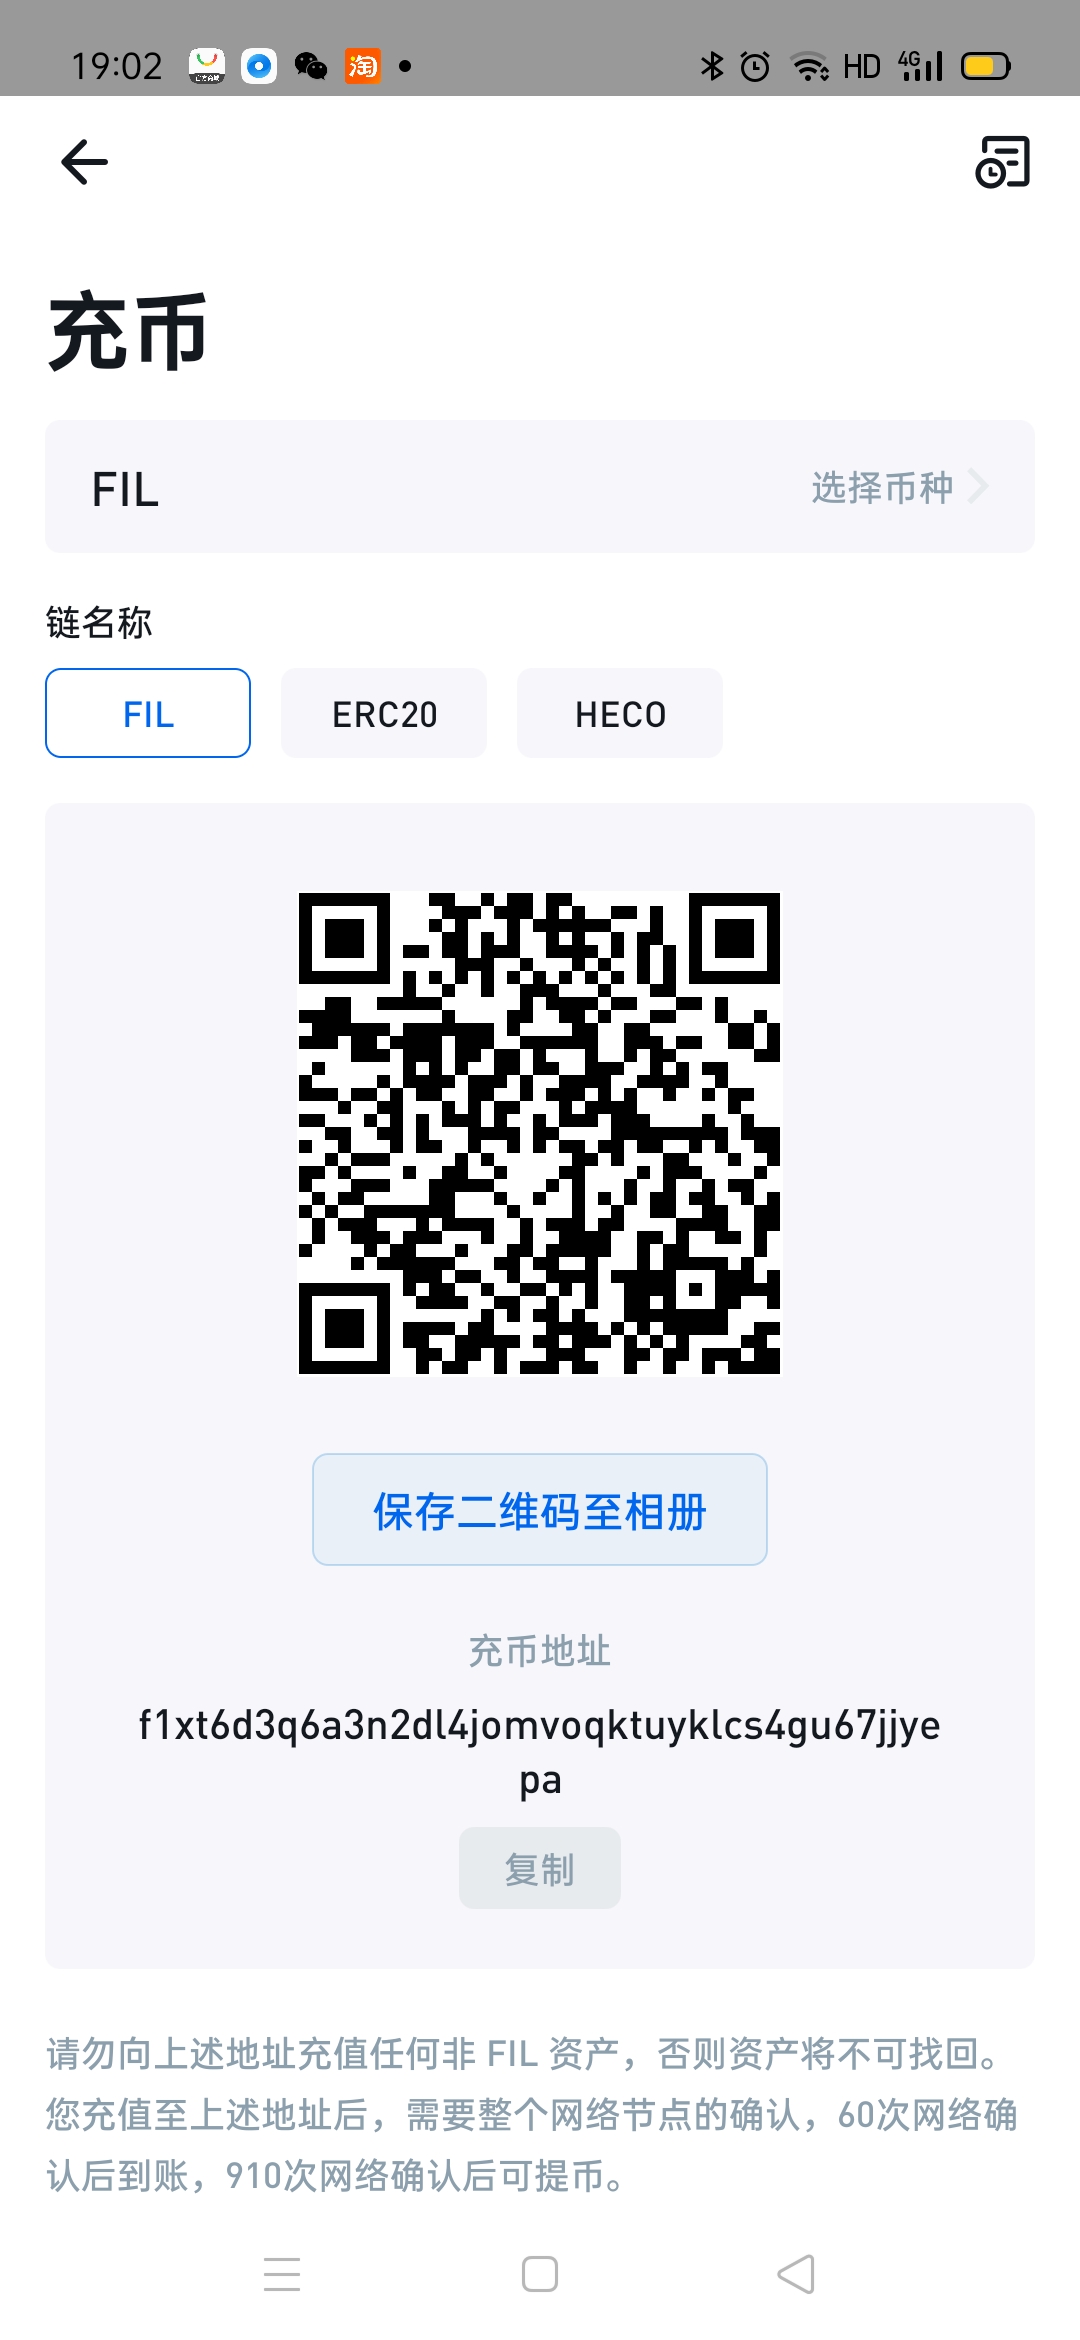 19:02
淘
HD
4G
充币
FIL
选择币种
链名称
FIL
ERC20
HECO
保存二维码至相册
充币地址
f1xt6d3q6a3n2dl4jomvoqktuyklcs4gu67jjye
pa
复制
请勿向上述地址充值任何非 FIL 资产，否则资产将不可找回。
您充值至上述地址后，需要整个网络节点的确认，60次网络确
认后到账，910次网络确认后可提币。